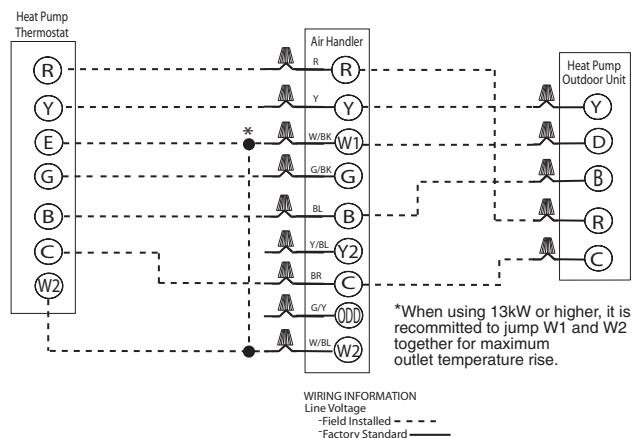 Heat Pump
Thermostat
R
Y
E
G
B
C
W2
*
Air Handler
R
R
Y
Y
W/BK
W1
G/BK
G
BL
B
Y/BL
Y2
BR
C
G/Y
ODD
W/BL
W2
Heat Pump
Outdoor Unit
Y
D
B
R
C
*When using 13kW or higher, it is
recommitted to jump W1 and W2
together for maximum
outlet temperature rise.
WIRING INFORMATION
Line Voltage
-Field Installed
-Factory Standard